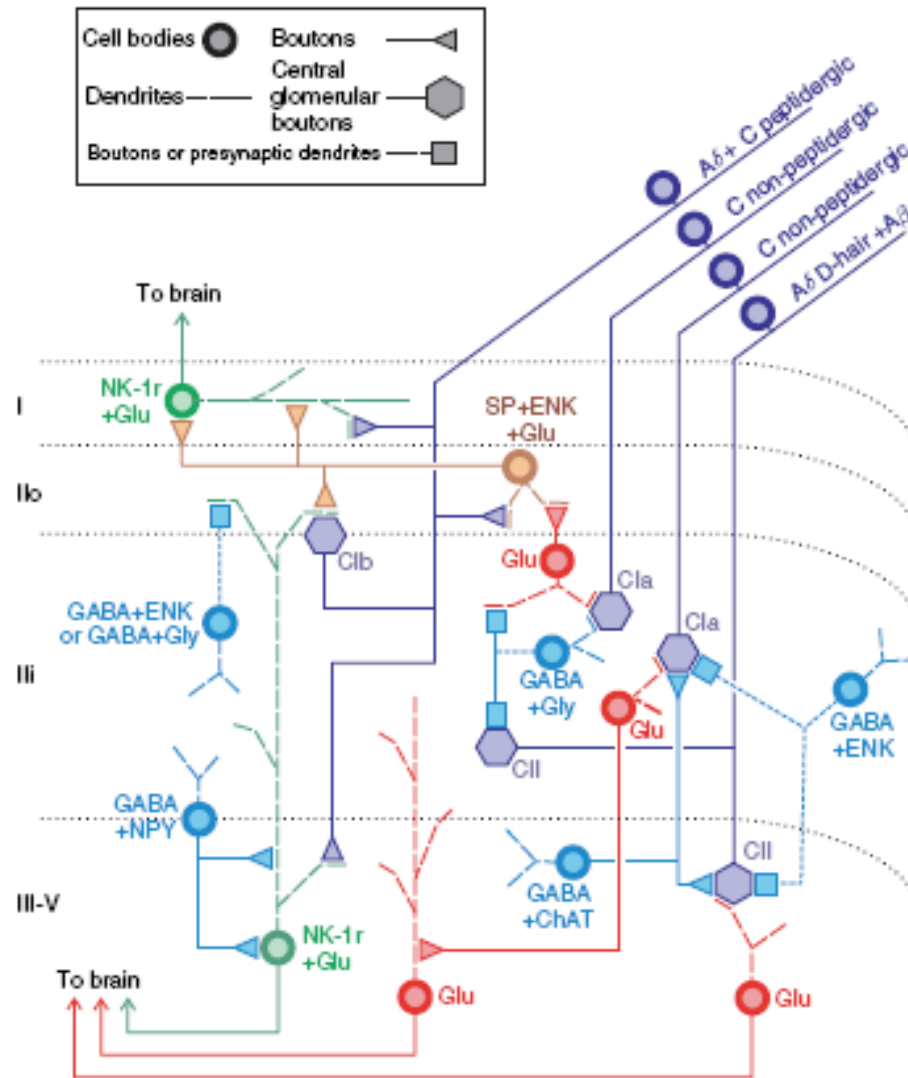 Cell bodies
Boutons
Dendrites
Central
glomerular
boutons
Boutons or presynaptic dendrites
Aδ+ C peptidergic
C non-peptidergic
C non-peptidergic
Aδ D-hair +Aβ
To brain
I
NK-1r
+Glu
SP+ENK
+Glu
IIo
CIb
Glu
CIa
CIa
GABA+ENK
or GABA+Gly
IIi
GABA
+Gly
Glu
GABA
+ENK
CII
GABA
+NPY
CII
III-V
GABA
+ChAT
NK-1r
+Glu
To brain
Glu
Glu